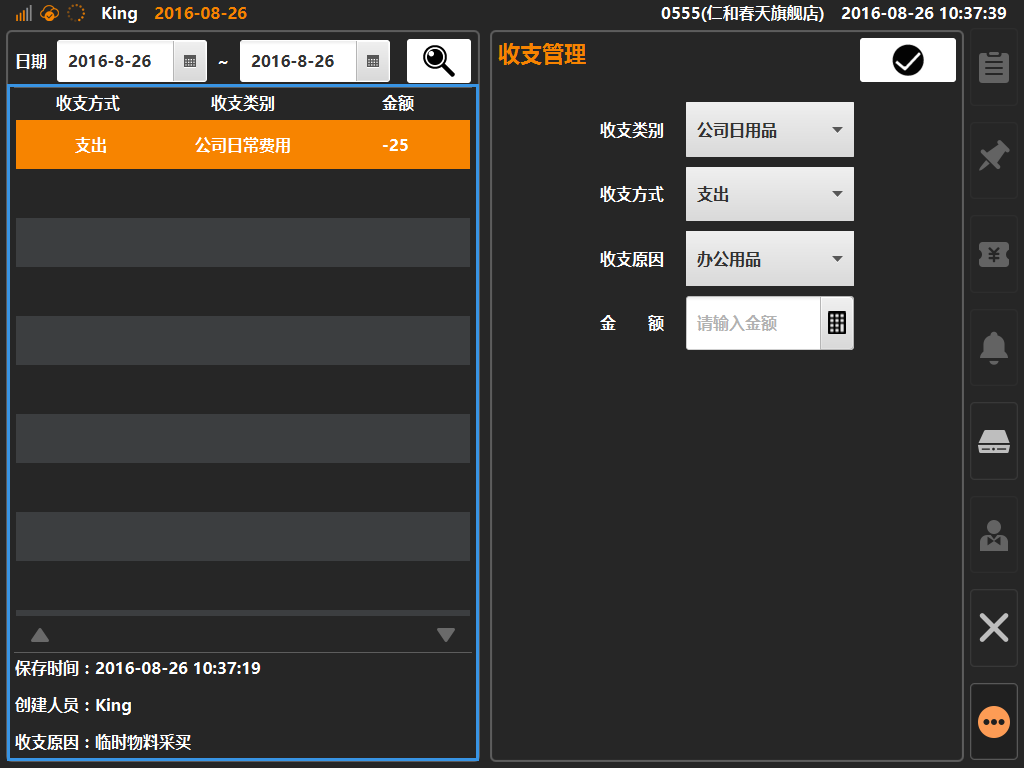 King 2016-08-26 0555(仁和春天旗舰店) 2016-08-26 10:37:39
日期 2016-8-26 ~ 2016-8-26
收支方式 收支类别 金额
支出 公司日常费用 -25
保存时间：2016-08-26 10:37:19
创建人员：King
收支原因：临时物料采买
收支管理
收支类别 公司日用品
收支方式 支出
收支原因 办公用品
金 额 请输入金额
¥